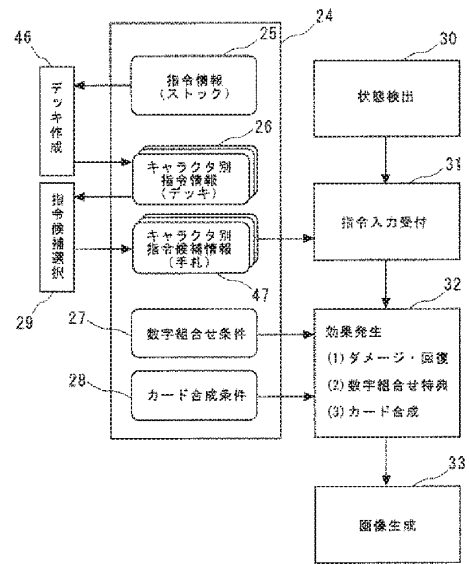 46
25
24
30
デッキ作成
指令情報
(ストック)
状態検出
26
31
キャラクタ別
指令情報
(デッキ)
指令候補選択
指令入力受付
キャラクタ別
指令候補情報
(手札)
29
47
32
27
数字組合せ条件
効果発生
(1) ダメージ・回復
(2) 数字組合せ特典
(3) カード合成
28
カード合成条件
33
画像生成